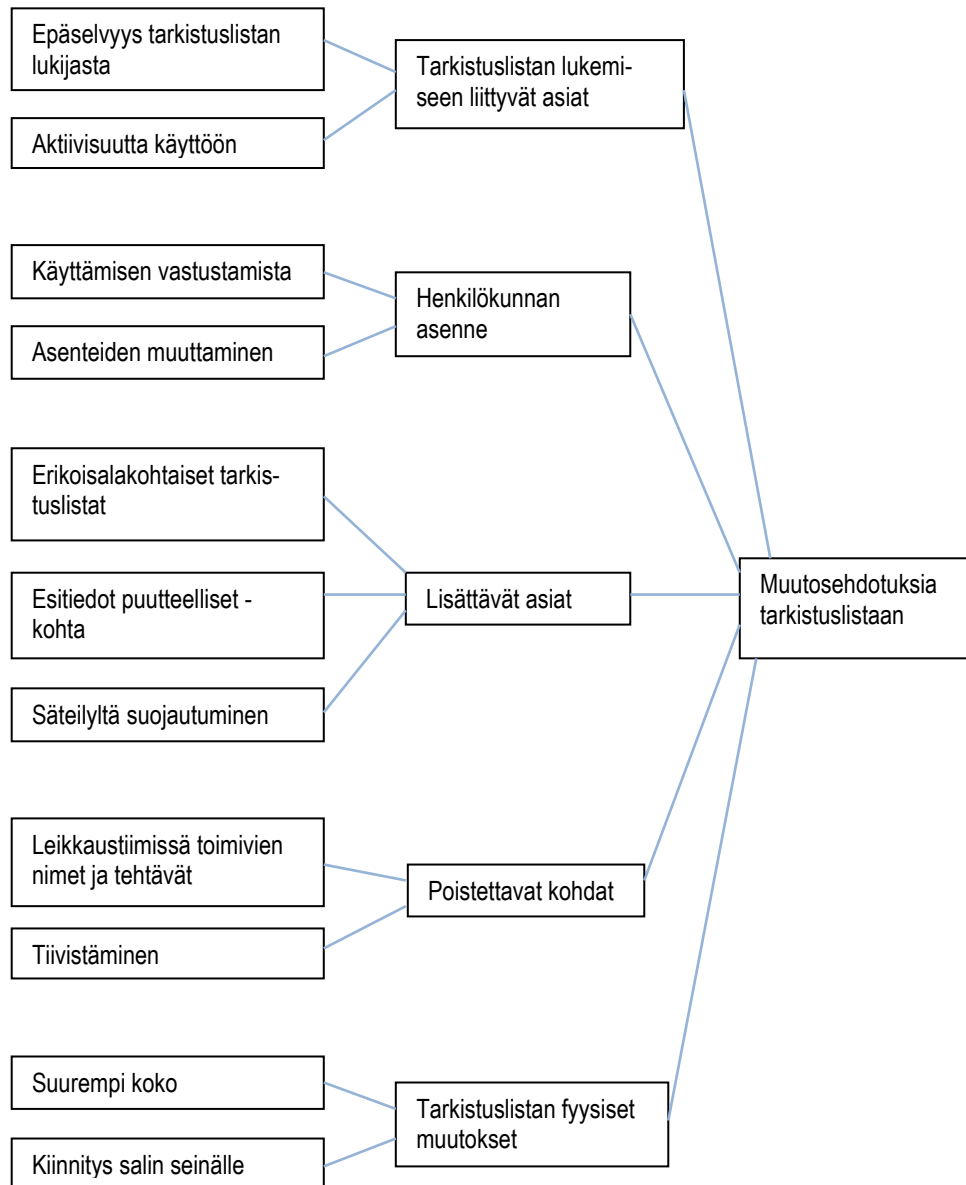 Epäselvyys tarkistuslistan
lukijasta
Aktiivisuutta käyttöön
Tarkistuslistan lukemi-
seen liittyvät asiat
Käyttämisen vastustamista
Asenteiden muuttaminen
Henkilökunnan
asenne
Erikoisalakohtaiset tarkis-
tuslistat
Esitiedot puutteelliset -
kohta
Säteilyltä suojautuminen
Lisättävät asiat
Leikkaustiimissä toimivien
nimet ja tehtävät
Tiivistäminen
Poistettavat kohdat
Suurempi koko
Kiinnitys salin seinälle
Tarkistuslistan fyysiset
muutokset
Muutosehdotuksia
tarkistuslistaan